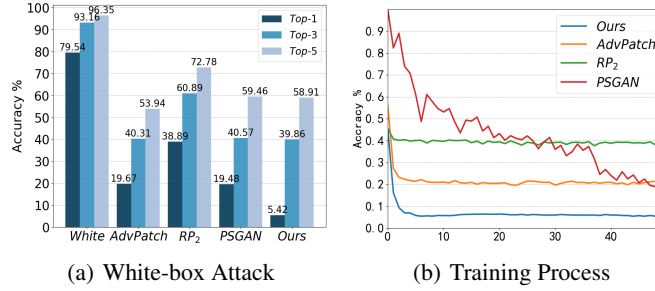 100
90
80
70
60
50
40
30
20
10
0
Accuracy %
Top-1
Top-3
Top-5
79.54
93.16
96.35
19.67
40.31
53.94
38.89
60.89
72.78
19.48
40.57
59.46
5.42
39.86
58.91
White AdvPatch RP2 PSGAN Ours
(a) White-box Attack
0.9
0.8
0.7
0.6
0.5
0.4
0.3
0.2
0.1
0.0
Accracy %
Ours
AdvPatch
RP2
PSGAN
0 10 20 30 40
(b) Training Process